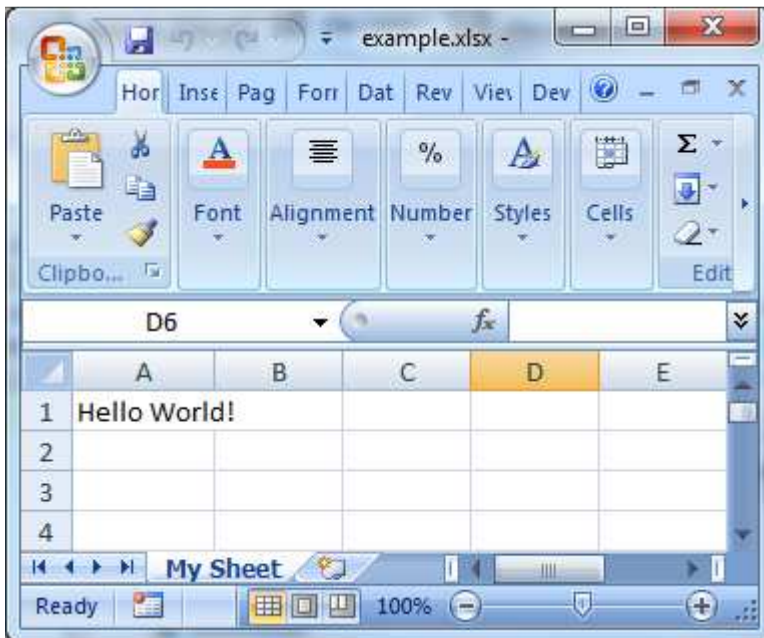 example.xlsx -
Hor Inse Pag Forr Dat Rev Viev Dev
Paste Font Alignment Number Styles Cells Σ
%
Clipbo... Edit
D6 fx
A B C D E
1 Hello World!
2
3
4
My Sheet
Ready 100%